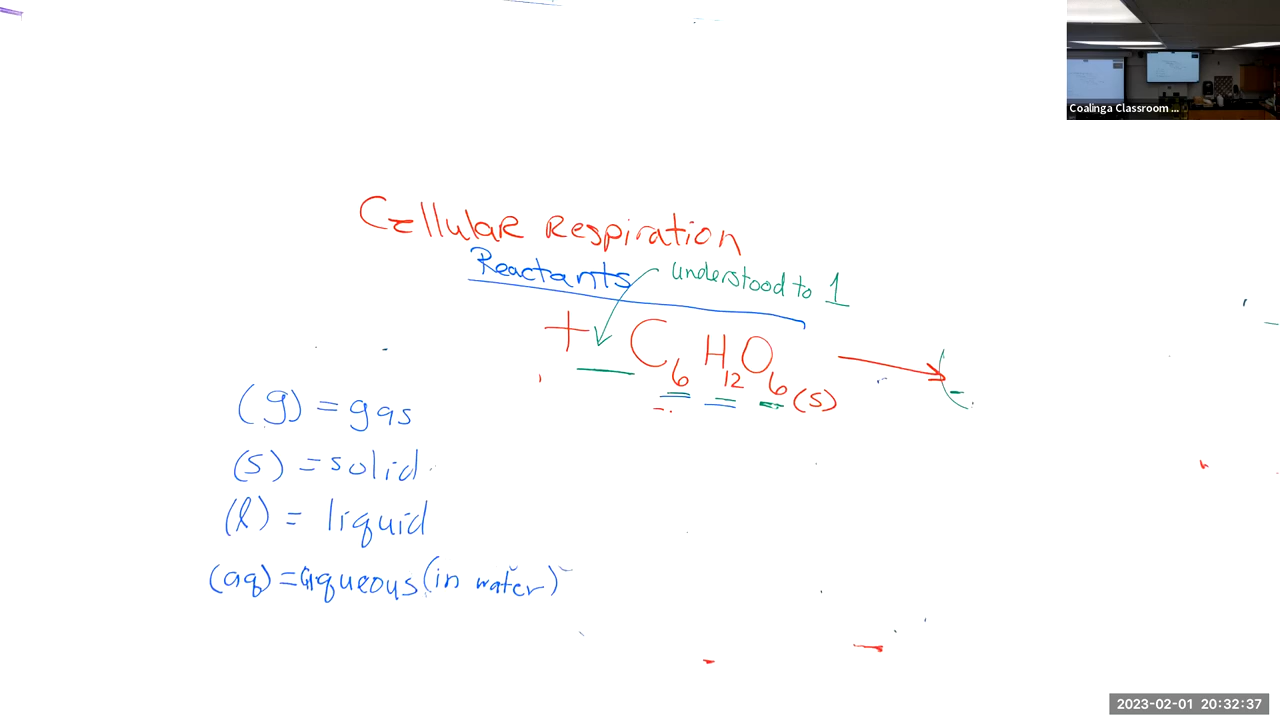 Coalinga Classroom ...
Cellular Respiration
Reactants understood to 1
+ C6H12O6(s) →
(g) = gas
(s) = solid
(l) = liquid
(aq) = aqueous (in water)
2023-02-01 20:32:37